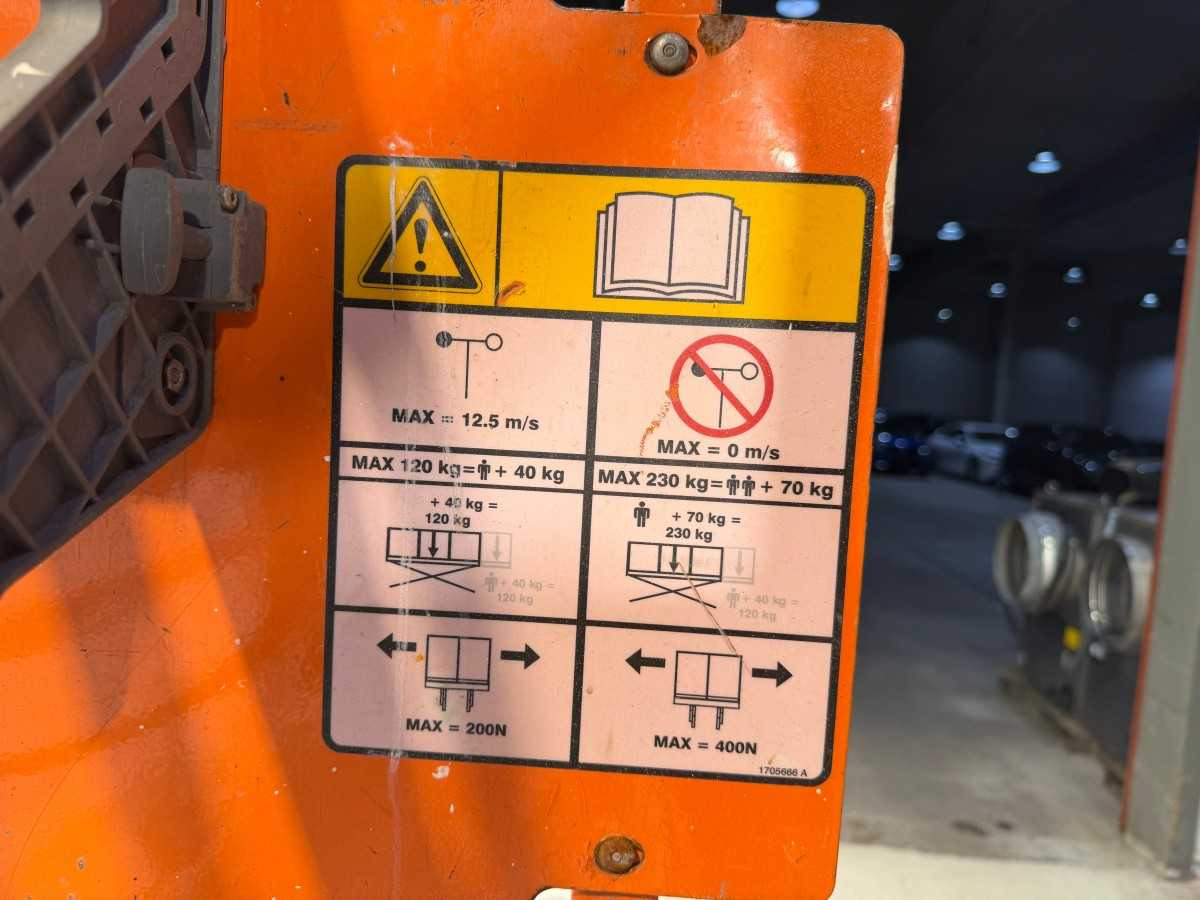 MAX = 12.5 m/s
MAX = 0 m/s
MAX 120 kg= + 40 kg
MAX 230 kg= + 70 kg
+ 40 kg =
120 kg
+ 40 kg =
120 kg
+ 70 kg =
230 kg
+ 40 kg =
120 kg
MAX = 200N
MAX = 400N
1705666 A